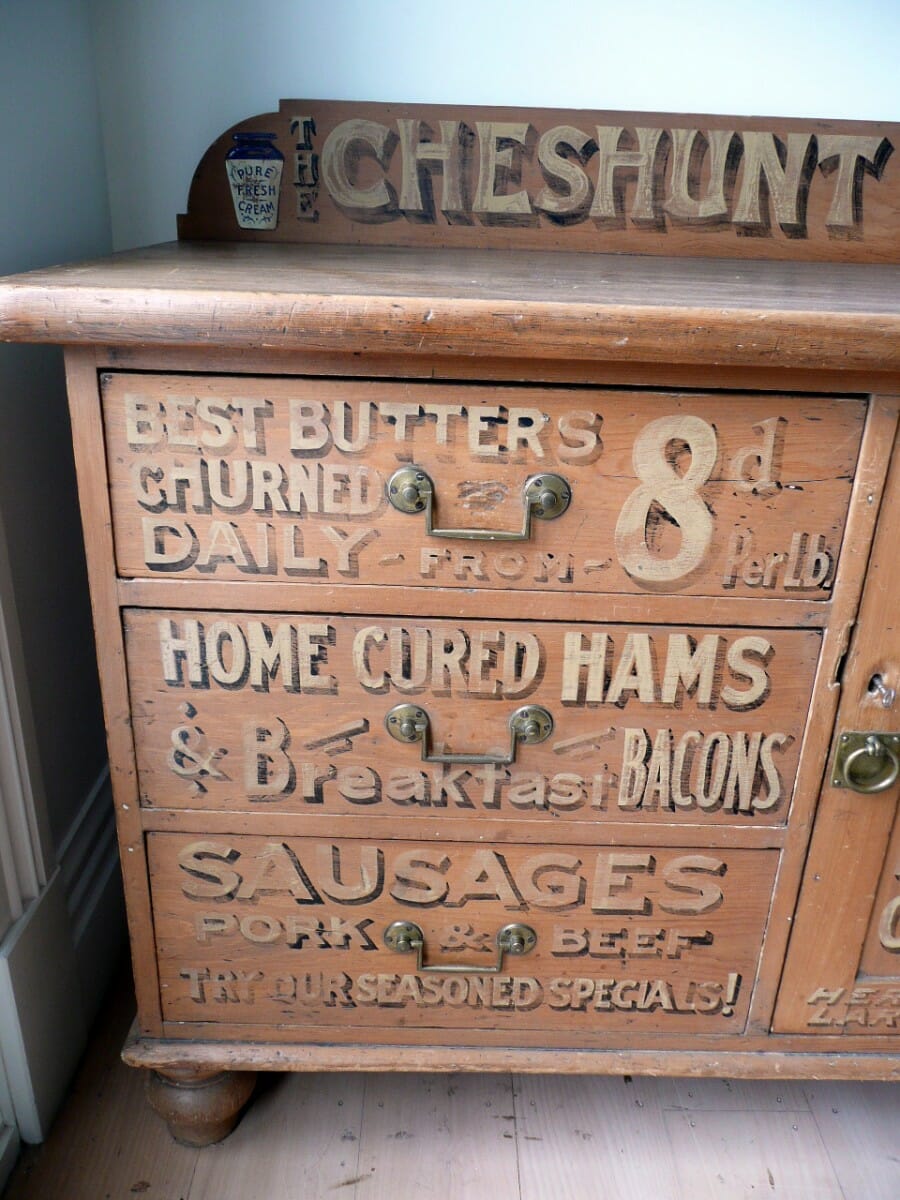 PURE
FRESH
CREAM
THE CHESHUNT
BEST BUTTERS
CHURNED
DAILY - FROM - 8d Per lb.
HOME CURED HAMS
& Breakfast BACONS
SAUSAGES
PORK & BEEF
TRY OUR SEASONED SPECIALS!